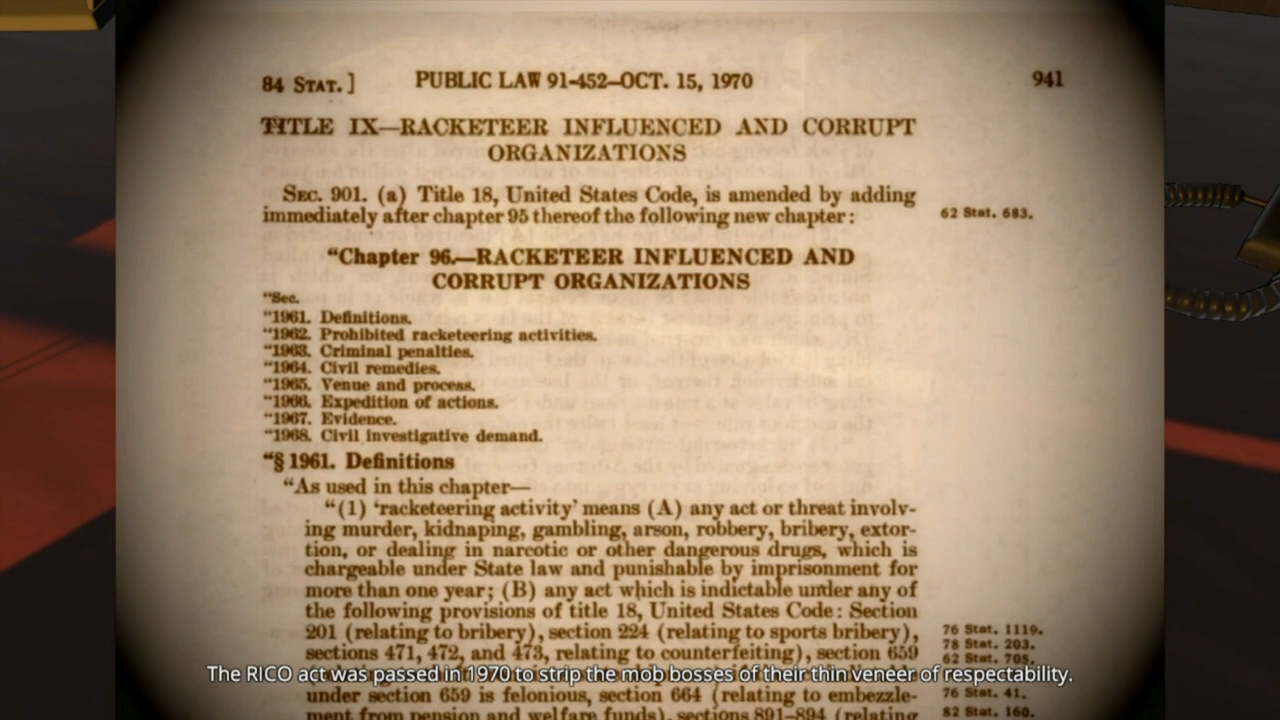 84 STAT. ] PUBLIC LAW 91-452—OCT. 15, 1970 941
TITLE IX—RACKETEER INFLUENCED AND CORRUPT
ORGANIZATIONS
SEC. 901. (a) Title 18, United States Code, is amended by adding
immediately after chapter 95 thereof the following new chapter: 62 Stat. 683.
“Chapter 96.—RACKETEER INFLUENCED AND
CORRUPT ORGANIZATIONS
“Sec.
“1961. Definitions.
“1962. Prohibited racketeering activities.
“1963. Criminal penalties.
“1964. Civil remedies.
“1965. Venue and process.
“1966. Expedition of actions.
“1967. Evidence.
“1968. Civil investigative demand.
“§ 1961. Definitions
“As used in this chapter—
“(1) ‘racketeering activity’ means (A) any act or threat involv-
ing murder, kidnaping, gambling, arson, robbery, bribery, extor-
tion, or dealing in narcotic or other dangerous drugs, which is
chargeable under State law and punishable by imprisonment for
more than one year; (B) any act which is indictable under any of
the following provisions of title 18, United States Code: Section
201 (relating to bribery), section 224 (relating to sports bribery), 76 Stat. 1119.
78 Stat. 203.
sections 471, 472, and 473, relating to counterfeiting), section 659 62 Stat. 705.
The RICO act was passed in 1970 to strip the mob bosses of their thin veneer of respectability.
under section 659 is felonious, section 664 (relating to embezzle- 76 Stat. 41.
ment from pension and welfare funds), sections 891–894 (relating 82 Stat. 160.